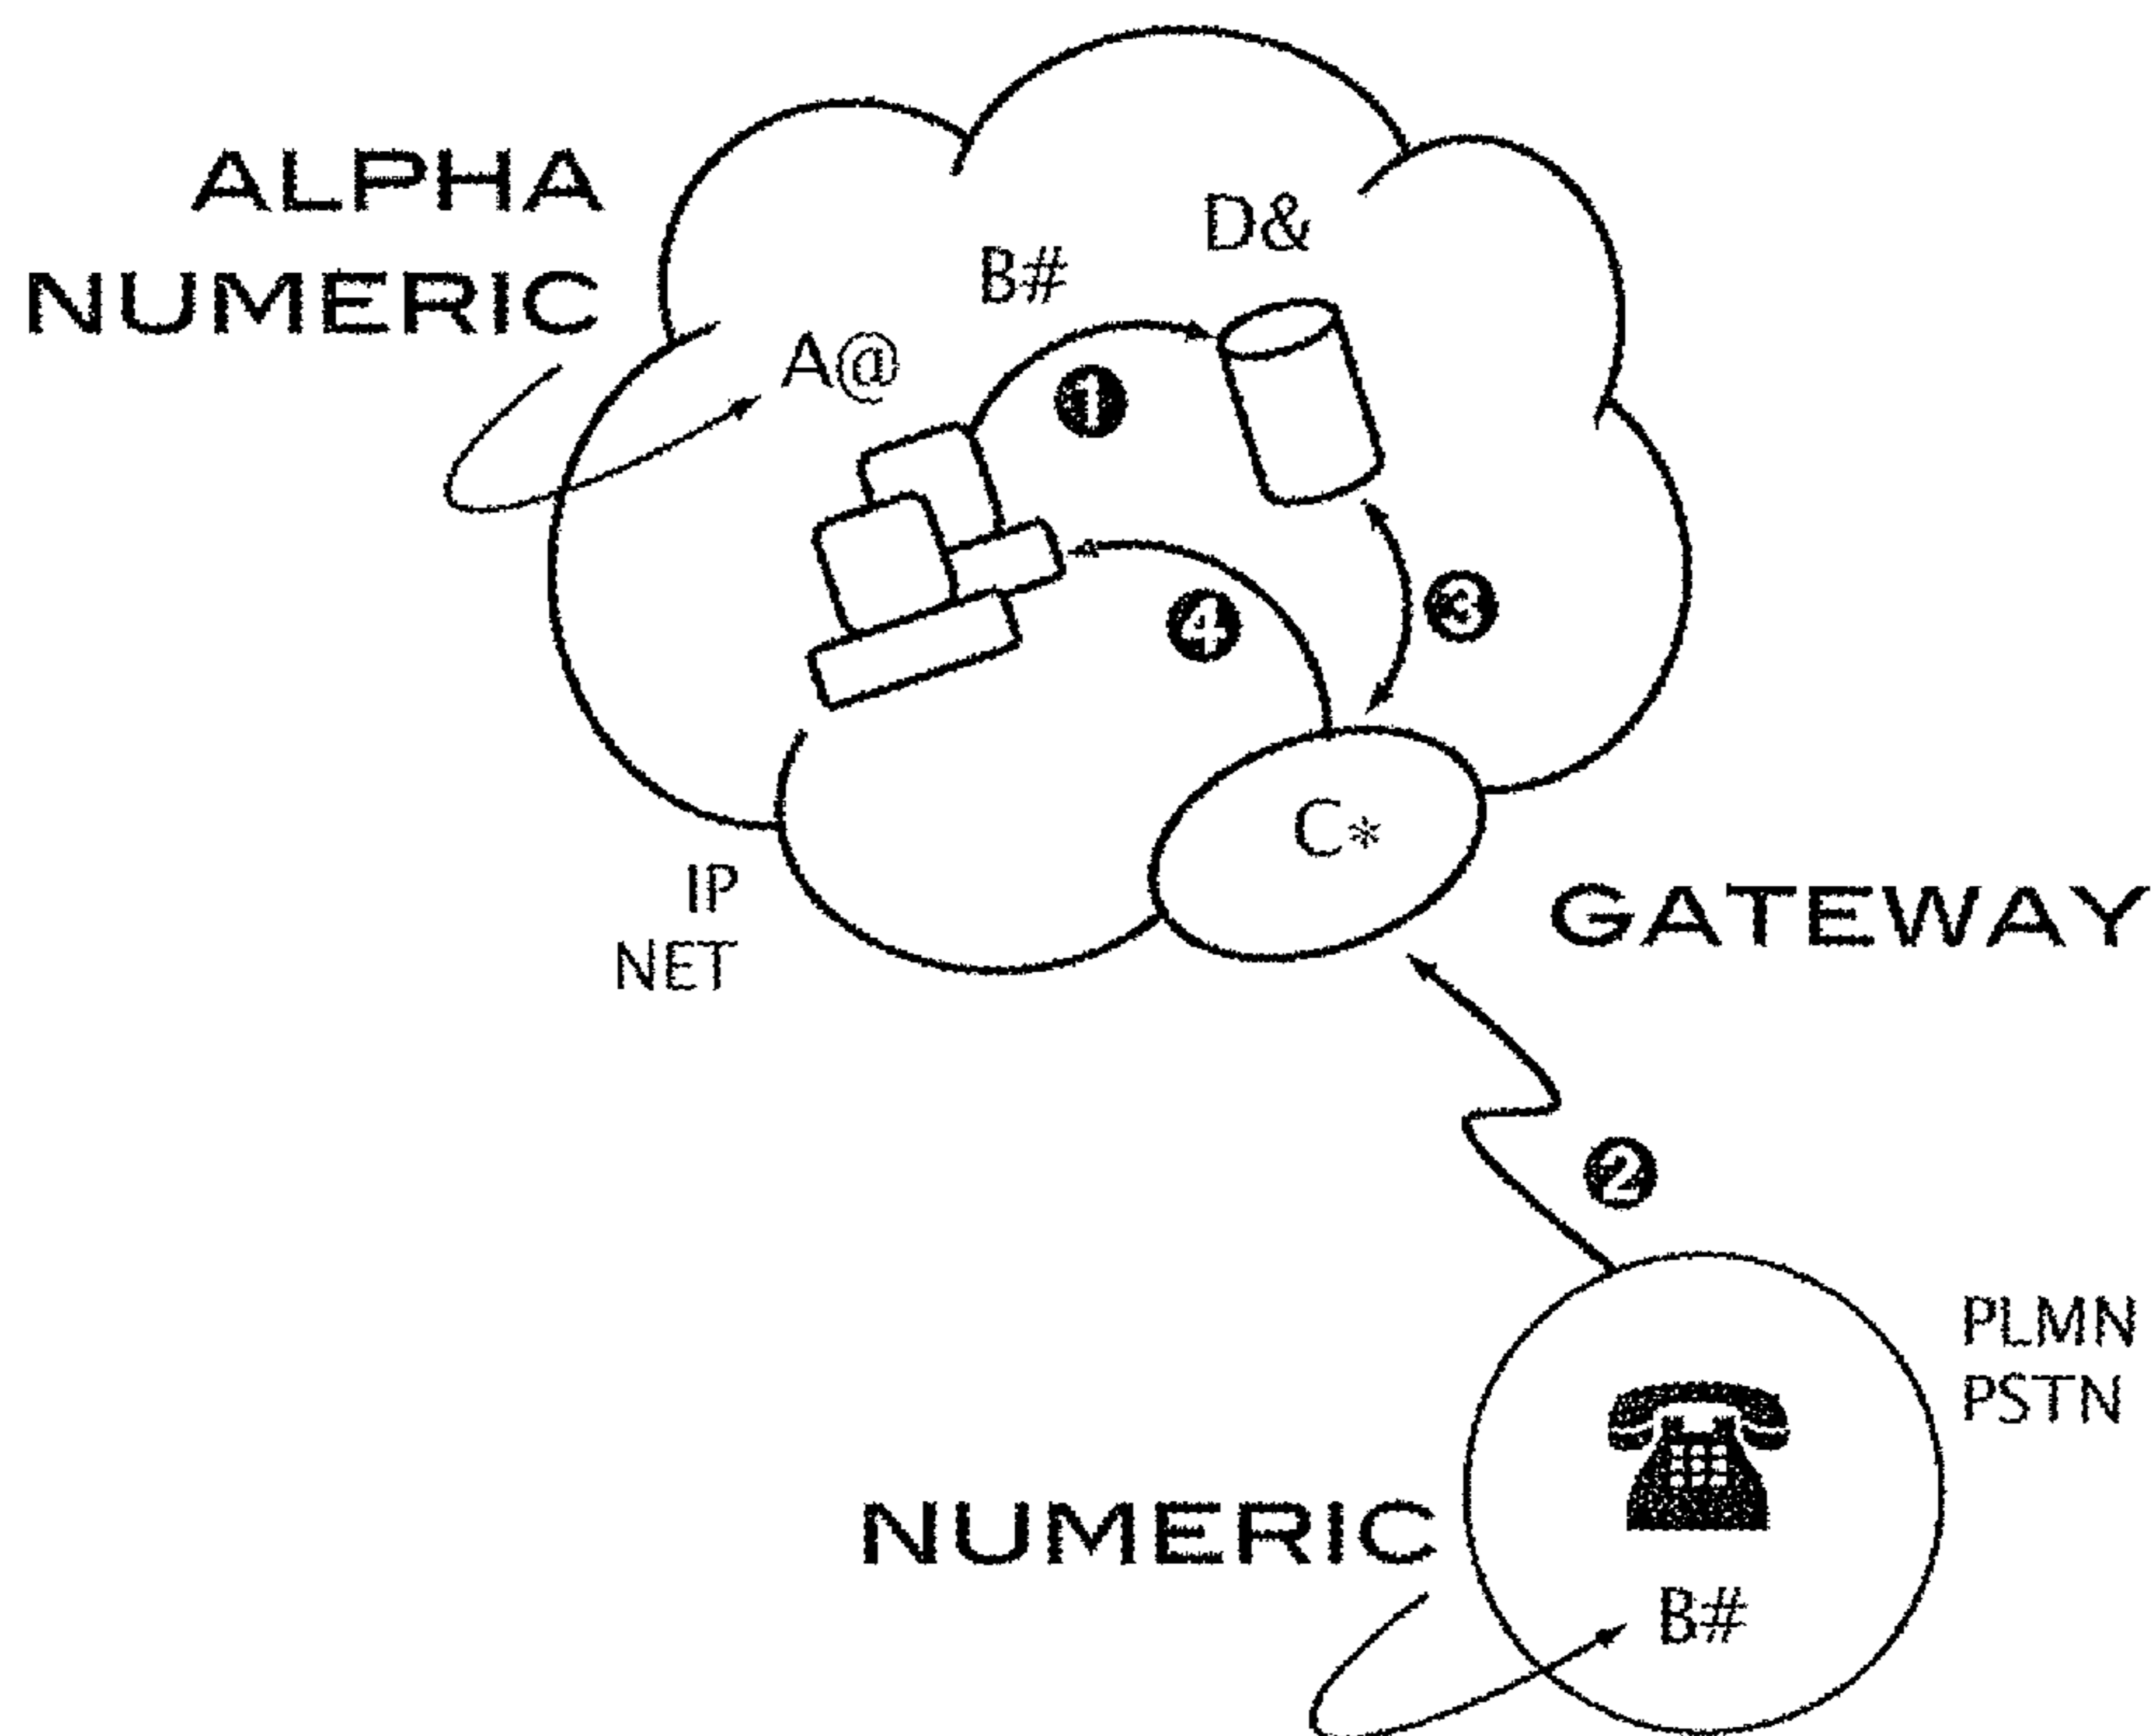 ALPHA
NUMERIC
D&
B#
A@
1
4
3
C*
IP
NET
GATEWAY
2
PLMN
PSTN
NUMERIC
B#